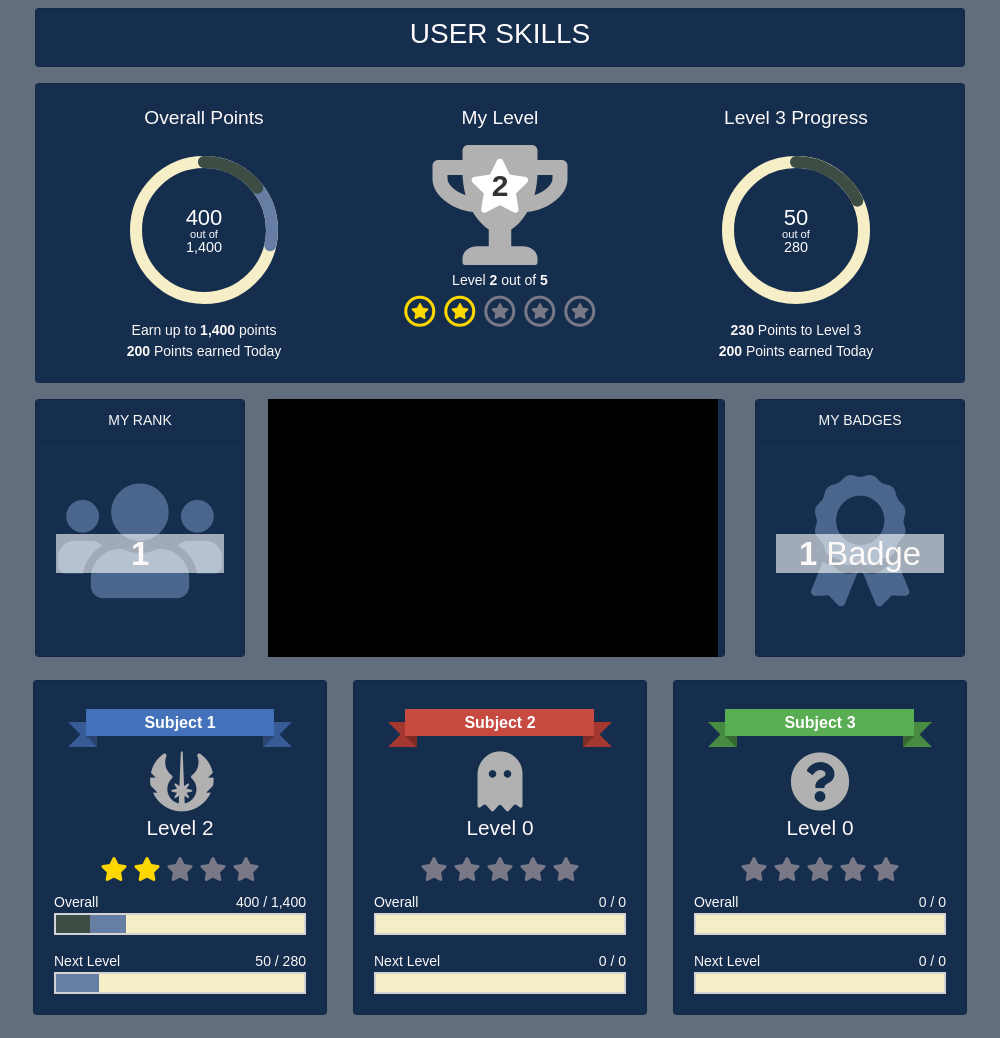 USER SKILLS
Overall Points
400
out of
1,400
Earn up to 1,400 points
200 Points earned Today
My Level
2
Level 2 out of 5
Level 3 Progress
50
out of
280
230 Points to Level 3
200 Points earned Today
MY RANK
1
MY BADGES
1 Badge
Subject 1
Level 2
Overall 400 / 1,400
Next Level 50 / 280
Subject 2
Level 0
Overall 0 / 0
Next Level 0 / 0
Subject 3
Level 0
Overall 0 / 0
Next Level 0 / 0